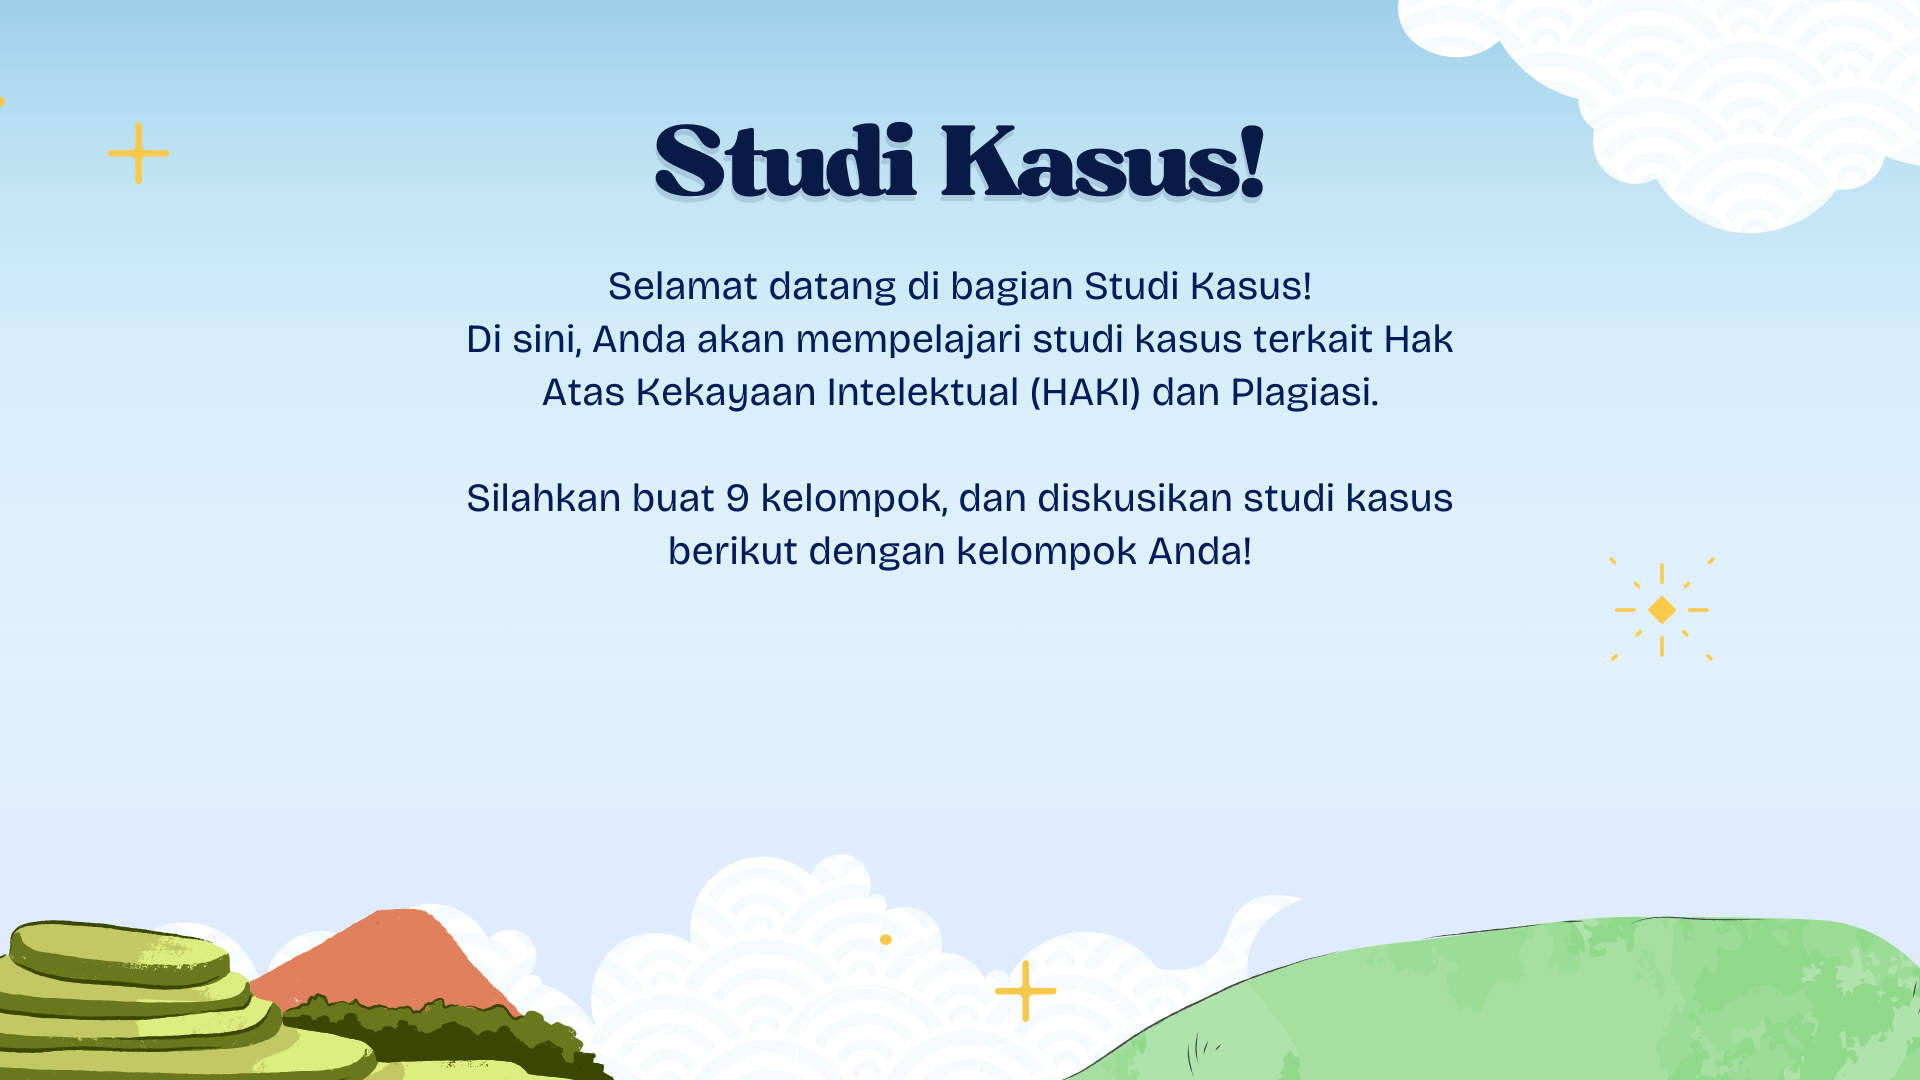 Studi Kasus!
Selamat datang di bagian Studi Kasus!
Di sini, Anda akan mempelajari studi kasus terkait Hak
Atas Kekayaan Intelektual (HAKI) dan Plagiasi.
Silahkan buat 9 kelompok, dan diskusikan studi kasus
berikut dengan kelompok Anda!